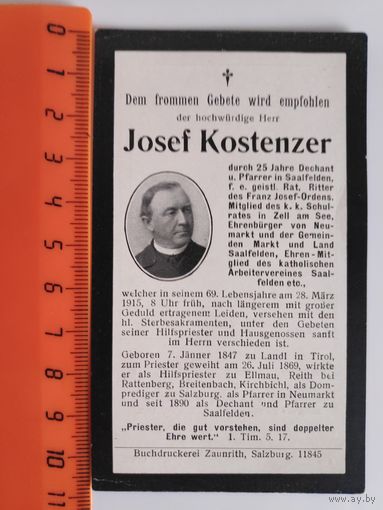 †
Dem frommen Gebete wird empfohlen
der hochwürdige Herr
Josef Kostenzer
durch 25 Jahre Dechant
u. Pfarrer in Saalfelden,
f. e. geistl. Rat, Ritter
des Franz Josef-Ordens,
Mitglied des k. k. Schul-
rates in Zell am See,
Ehrenbürger von Neu-
markt und der Gemein-
den Markt und Land
Saalfelden, Ehren-Mit-
glied des katholischen
Arbeitervereines Saal-
felden etc.,
welcher in seinem 69. Lebensjahre am 28. März
1915, 8 Uhr früh, nach längerem mit großer
Geduld ertragenem Leiden, versehen mit den
hl. Sterbesakramenten, unter den Gebeten
seiner Hilfspriester und Hausgenossen sanft
im Herrn verschieden ist.
Geboren 7. Jänner 1847 zu Landl in Tirol,
zum Priester geweiht am 26. Juli 1869, wirkte
er als Hilfspriester zu Ellmau, Reith bei
Rattenberg, Breitenbach, Kirchbichl, als Dom-
prediger zu Salzburg, als Pfarrer in Neumarkt
und seit 1890 als Dechant und Pfarrer zu
Saalfelden.
„Priester, die gut vorstehen, sind doppelter
Ehre wert." I. Tim. 5. 17.
Buchdruckerei Zaunrith, Salzburg. 11845
0 1 2 3 4 5 6 7 8 9 10 11
www.ay.by